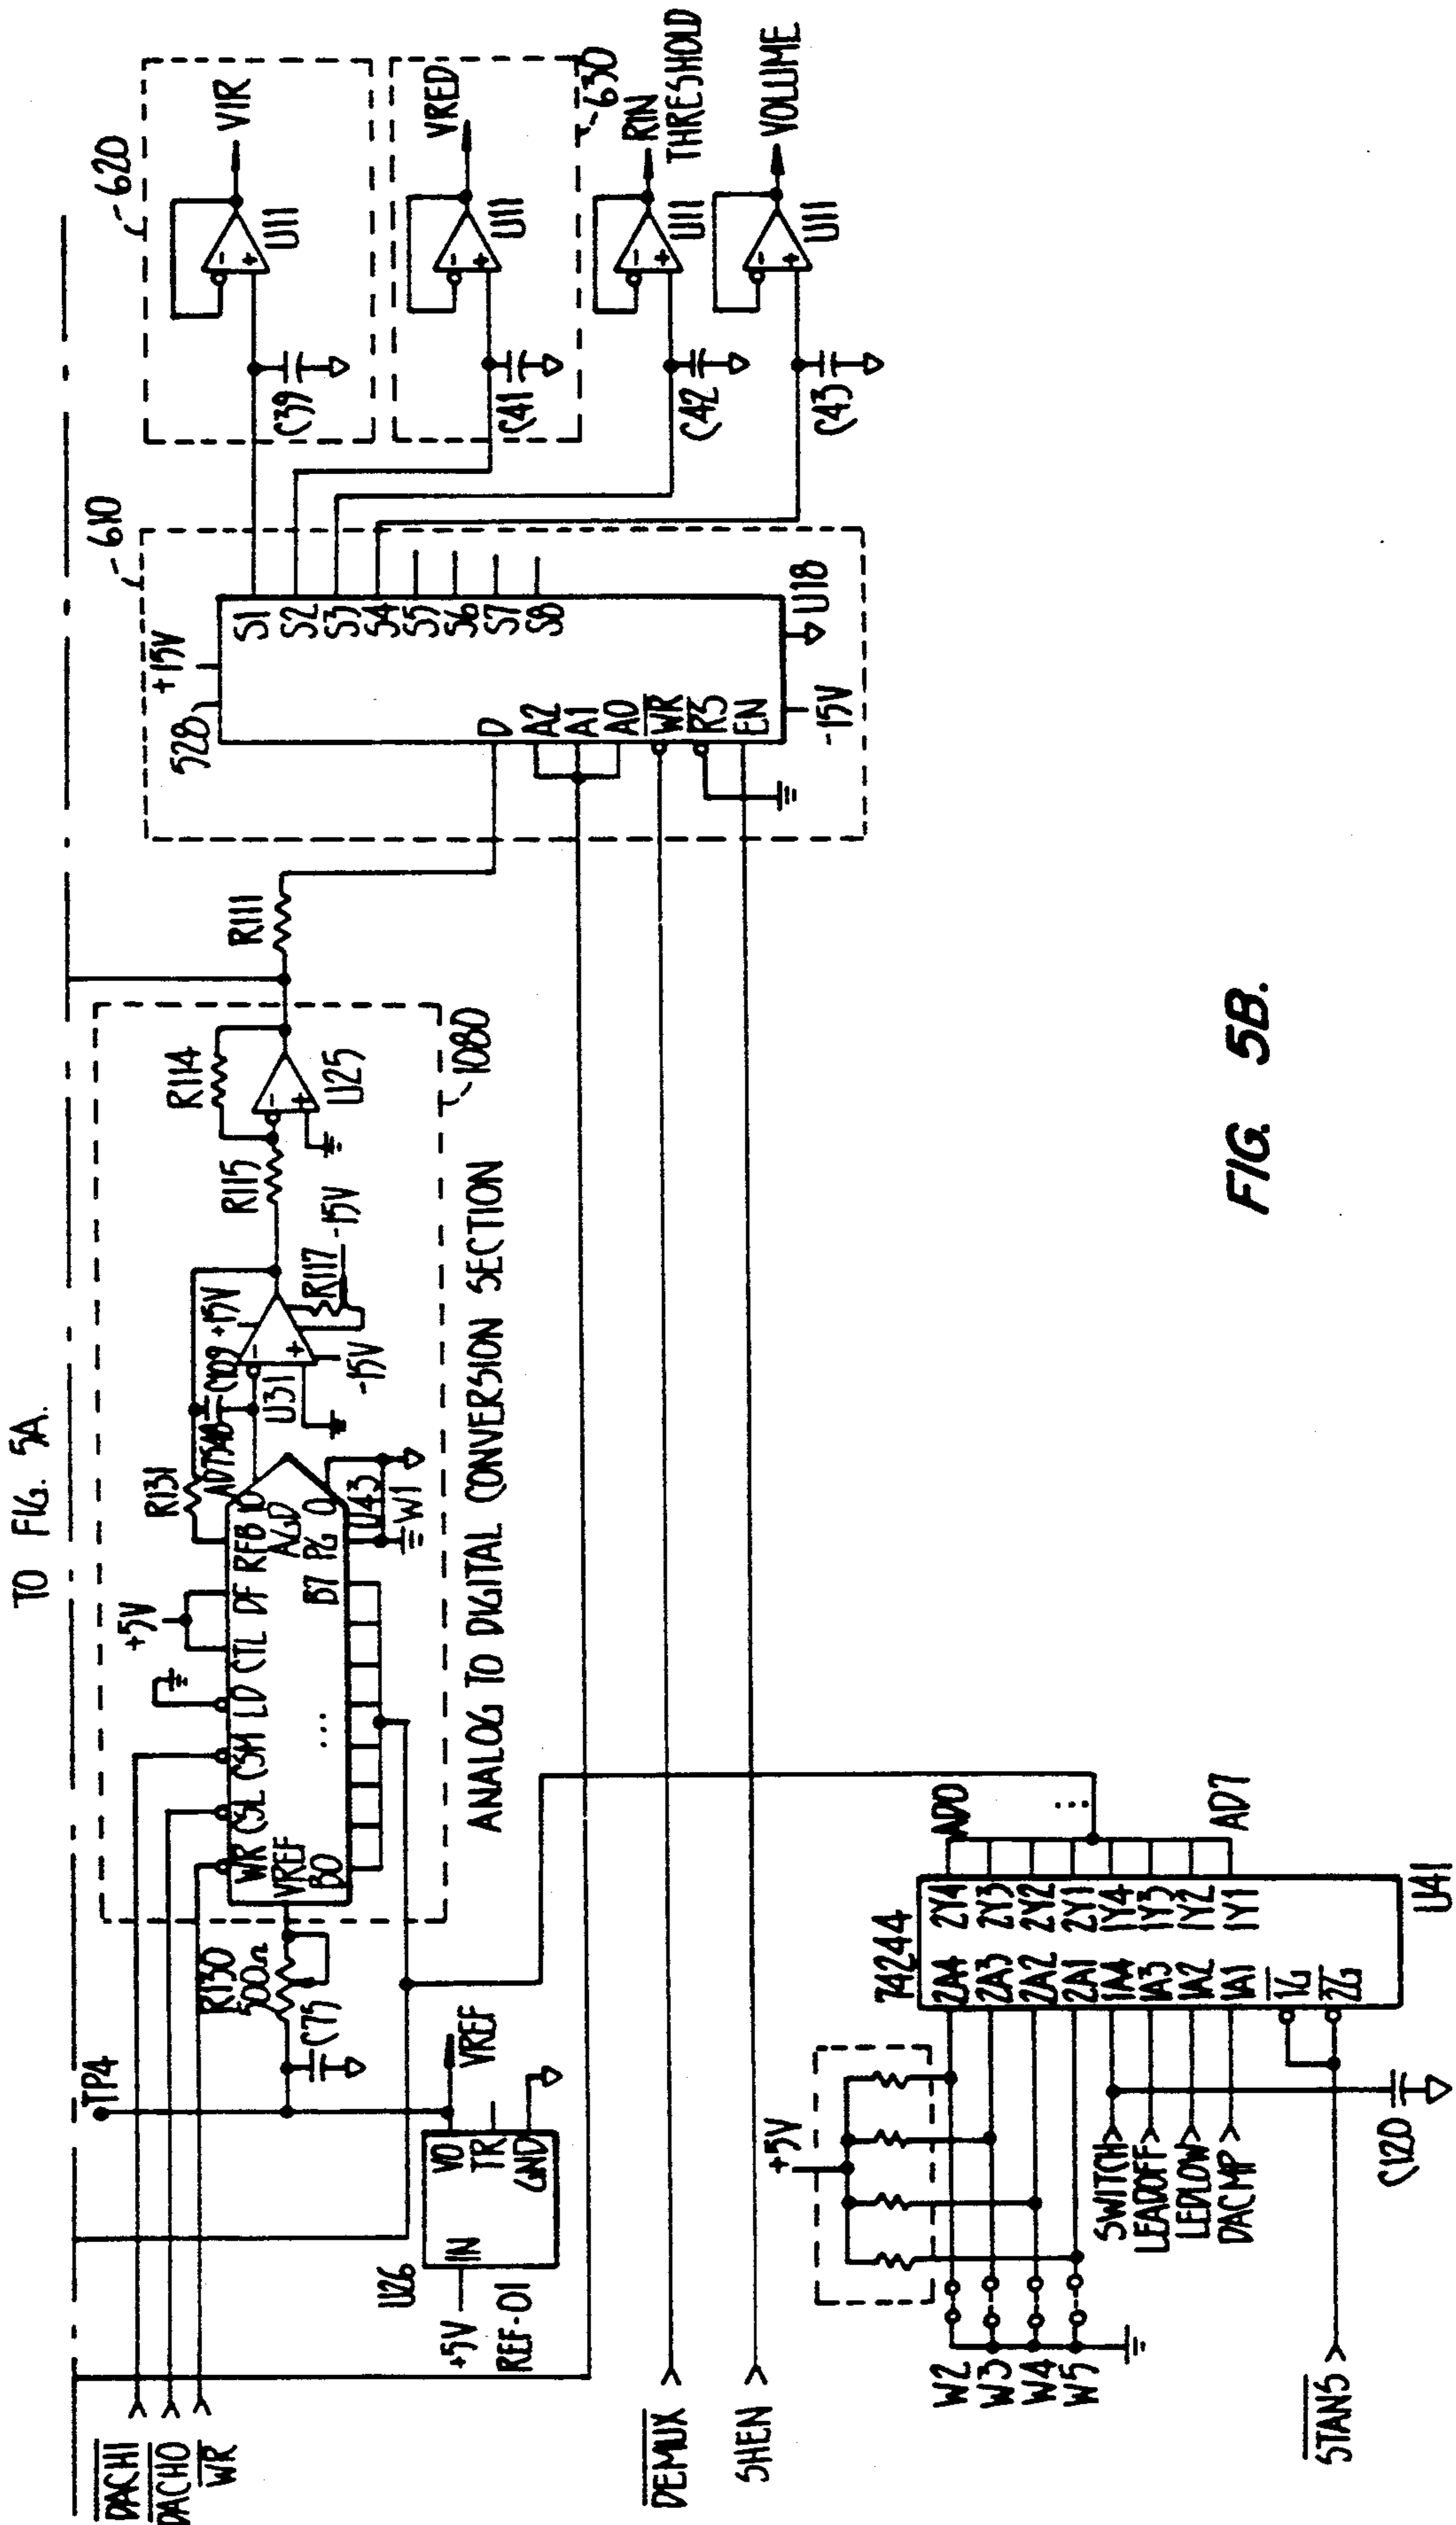 TO FIG. 5A.
DACHI
DACHO
WR
TP4
R130
500Ω
C75
VREF
U26
+5V
IN
VO
TR
GND
REF-01
WR
CSL
CSM
LD
CTL
DF
RFB
IO
AGD
O
VREF
B0
...
B7
PG
+5V
U43
W1
R131
C109
+15V
U31
-15V
R117
-15V
R115
R114
U25
1080
ANALOG TO DIGITAL CONVERSION SECTION
R111
610
528
+15V
D
A2
A1
A0
WR
RS
EN
S1
S2
S3
S4
S5
S6
S7
S8
-15V
U18
620
C39
U11
VIR
630
C41
U11
VRED
C42
U11
RIN
THRESHOLD
C43
U11
VOLUME
DEMUX
SHEN
+5V
W2
W3
W4
W5
SWITCH
LEADOFF
LEDLOW
DACMP
STAN5
C120
74244
2A4 2Y4
2A3 2Y3
2A2 2Y2
2A1 2Y1
1A4 1Y4
1A3 1Y3
1A2 1Y2
1A1 1Y1
1G
2G
AD0
...
AD7
U41
FIG. 5B.